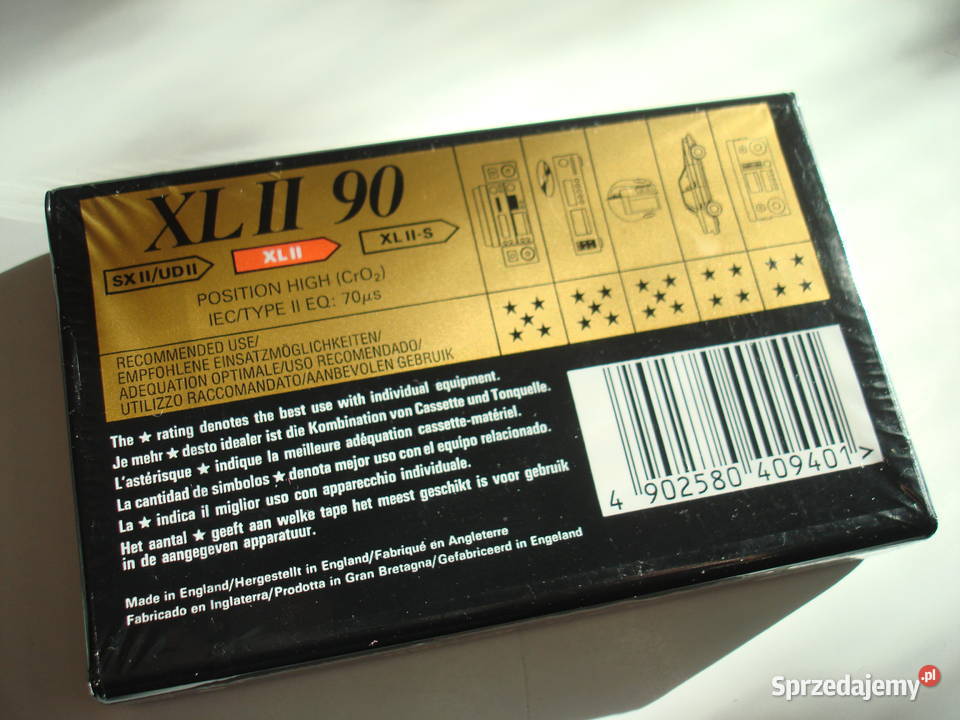 XL II 90
SX II/UD II
XL II
XL II-S
POSITION HIGH (CrO₂)
IEC/TYPE II EQ: 70µs
RECOMMENDED USE/
EMPFOHLENE EINSATZMÖGLICHKEITEN/
ADEQUATION OPTIMALE/USO RECOMENDADO/
UTILIZZO RACCOMANDATO/AANBEVOLEN GEBRUIK
★★★★★
★★★★★
★★★★★
★★★★
★★★★
The ★ rating denotes the best use with individual equipment.
Je mehr ★ desto idealer ist die Kombination von Cassette und Tonquelle.
L'astérisque ★ indique la meilleure adéquation cassette-matériel.
La cantidad de simbolos ★ denota mejor uso con el equipo relacionado.
La ★ indica il miglior uso con apparecchio individuale.
Het aantal ★ geeft aan welke tape het meest geschikt is voor gebruik
in de aangegeven apparatuur.
Made in England/Hergestellt in England/Fabriqué en Angleterre
Fabricado en Inglaterra/Prodotta in Gran Bretagna/Gefabriceerd in Engeland
4 902580 409401 >
Sprzedajemy.pl